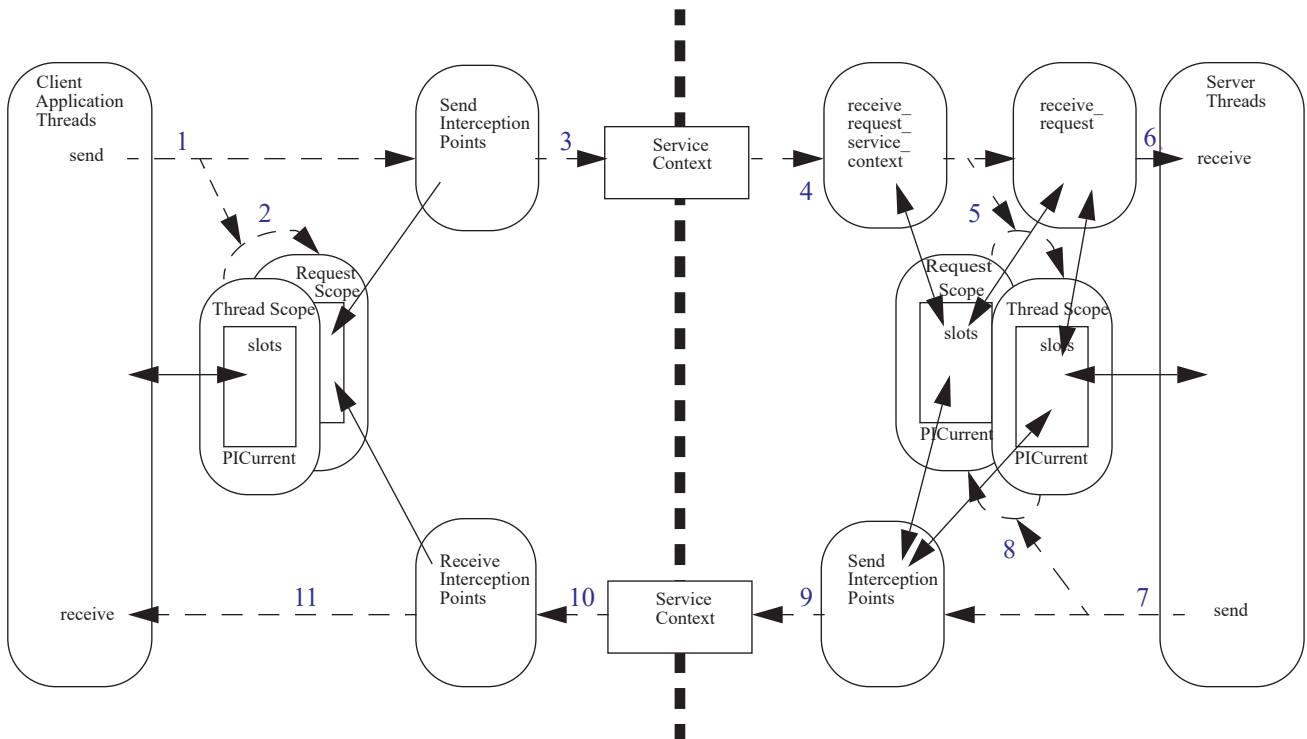 Client
Application
Threads
send
1
2
Send
Interception
Points
3
Service
Context
4
receive_
request_
service_
context
5
receive_
request_
6
Server
Threads
receive
Request
Scope
Thread Scope
slots
PICurrent
Request
Scope
slots
PICurrent
Thread Scope
slots
PICurrent
8
Send
Interception
Points
7
send
9
Service
Context
10
Receive
Interception
Points
11
receive